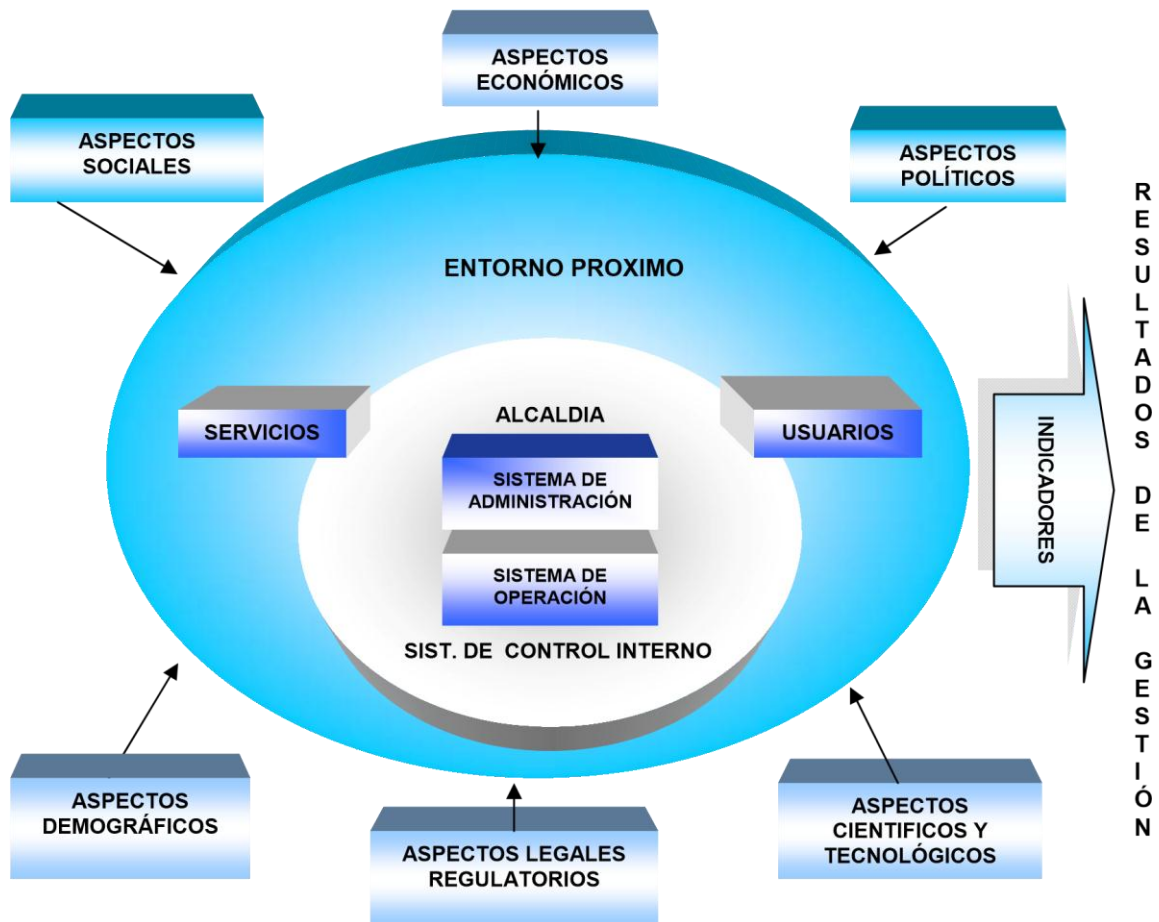 ASPECTOS
ECONÓMICOS
ASPECTOS
SOCIALES
ASPECTOS
POLÍTICOS
ENTORNO PROXIMO
SERVICIOS
ALCALDIA
USUARIOS
SISTEMA DE
ADMINISTRACIÓN
SISTEMA DE
OPERACIÓN
SIST. DE CONTROL INTERNO
ASPECTOS
DEMOGRÁFICOS
ASPECTOS LEGALES
REGULATORIOS
ASPECTOS
CIENTIFICOS Y
TECNOLÓGICOS
INDICADORES
RESULTADOS DE LA GESTIÓN